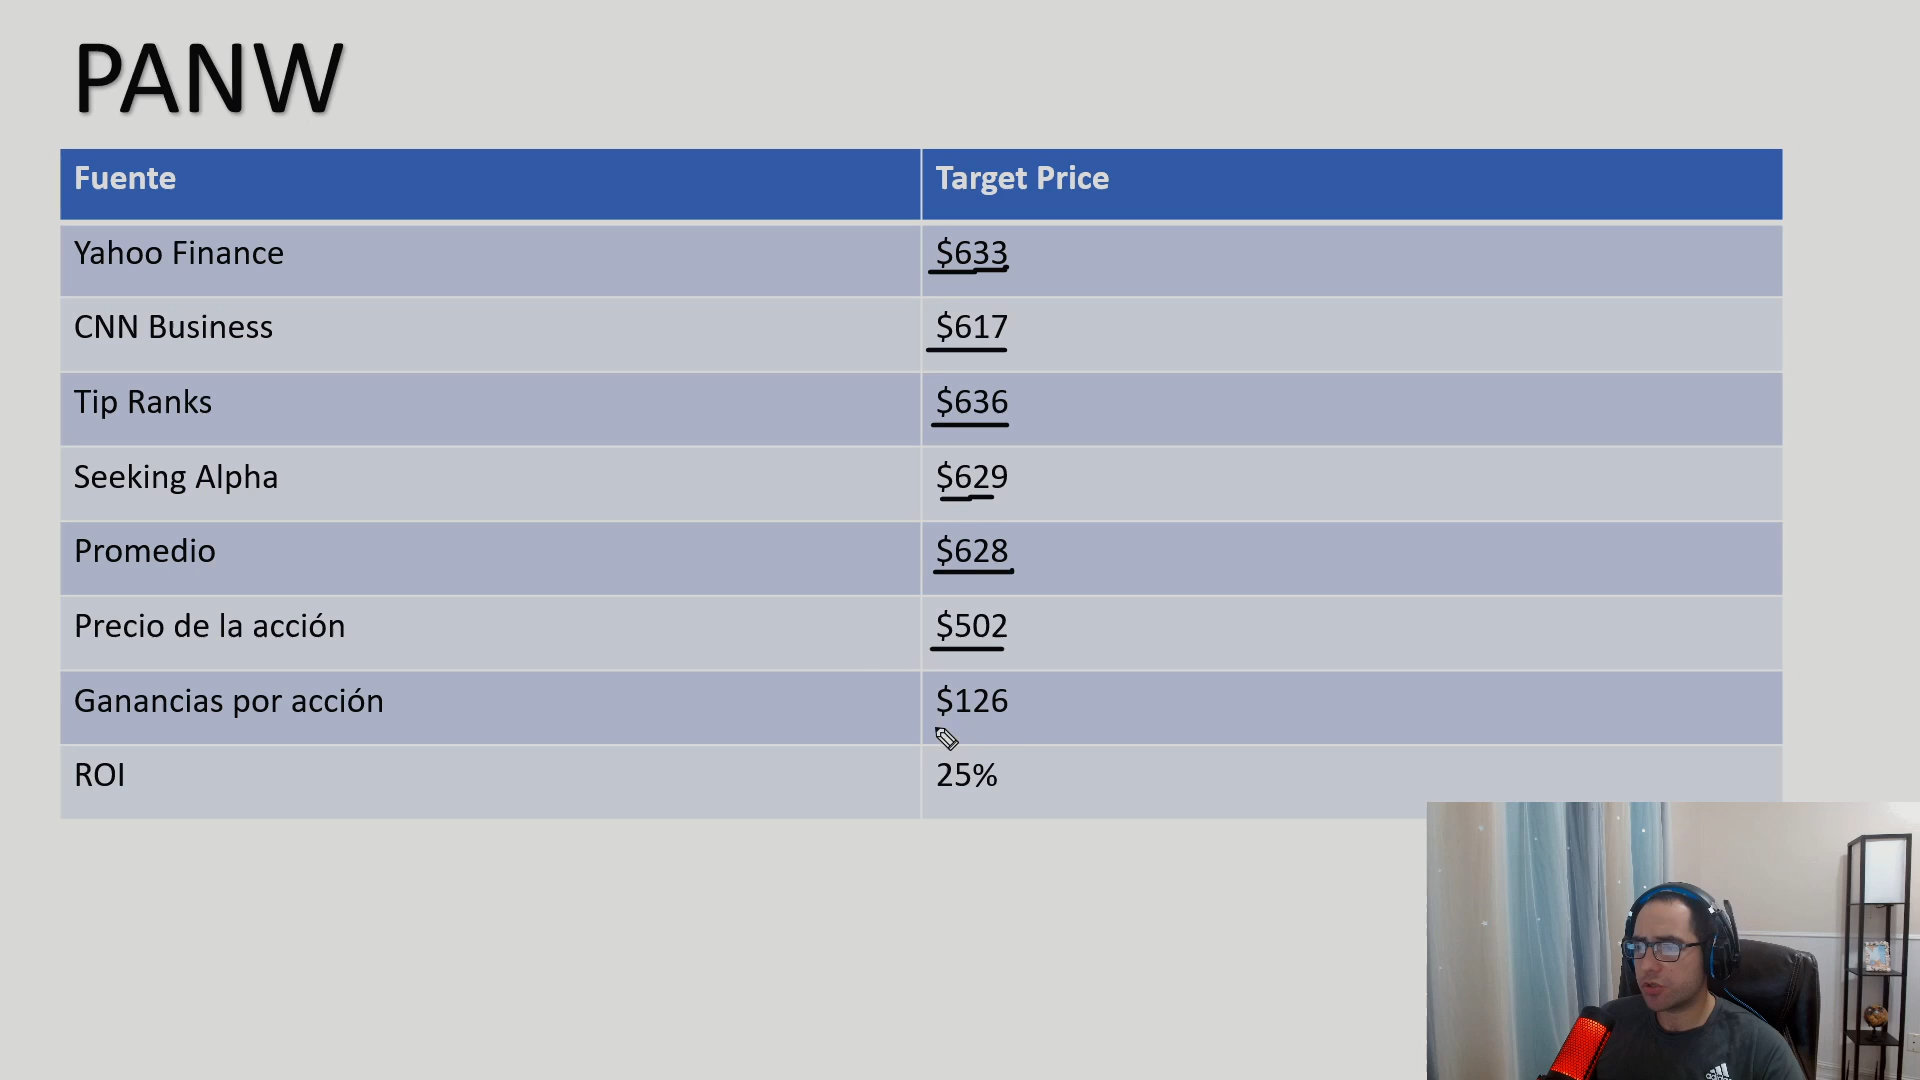 PANW
Fuente Target Price
Yahoo Finance $633
CNN Business $617
Tip Ranks $636
Seeking Alpha $629
Promedio $628
Precio de la acción $502
Ganancias por acción $126
ROI 25%